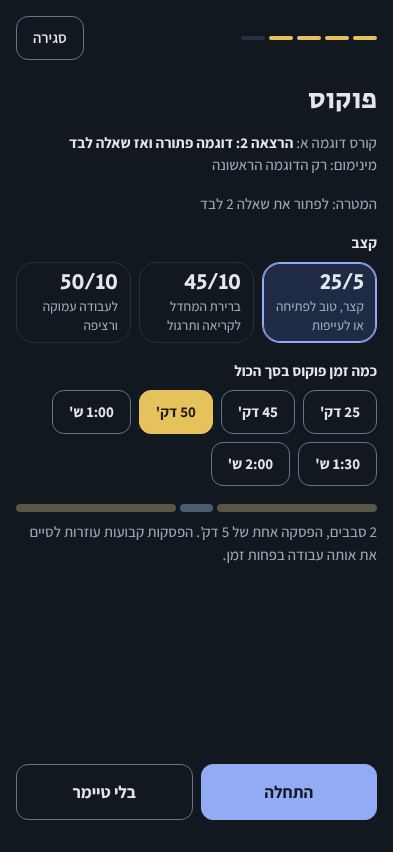 סגירה
פוקוס
קורס דוגמה א: הרצאה 2: דוגמה פתורה ואז שאלה לבד
מינימום: רק הדוגמה הראשונה
המטרה: לפתור את שאלה 2 לבד
קצב
25/5
קצר, טוב לפתיחה
או לעייפות
45/10
ברירת המחדל
לקריאה ותרגול
50/10
לעבודה עמוקה
ורציפה
כמה זמן פוקוס בסך הכול
25 דק'
45 דק'
50 דק'
1:00 ש'
1:30 ש'
2:00 ש'
2 סבבים, הפסקה אחת של 5 דק'. הפסקות קבועות עוזרות לסיים
את אותה עבודה בפחות זמן.
התחלה
בלי טיימר